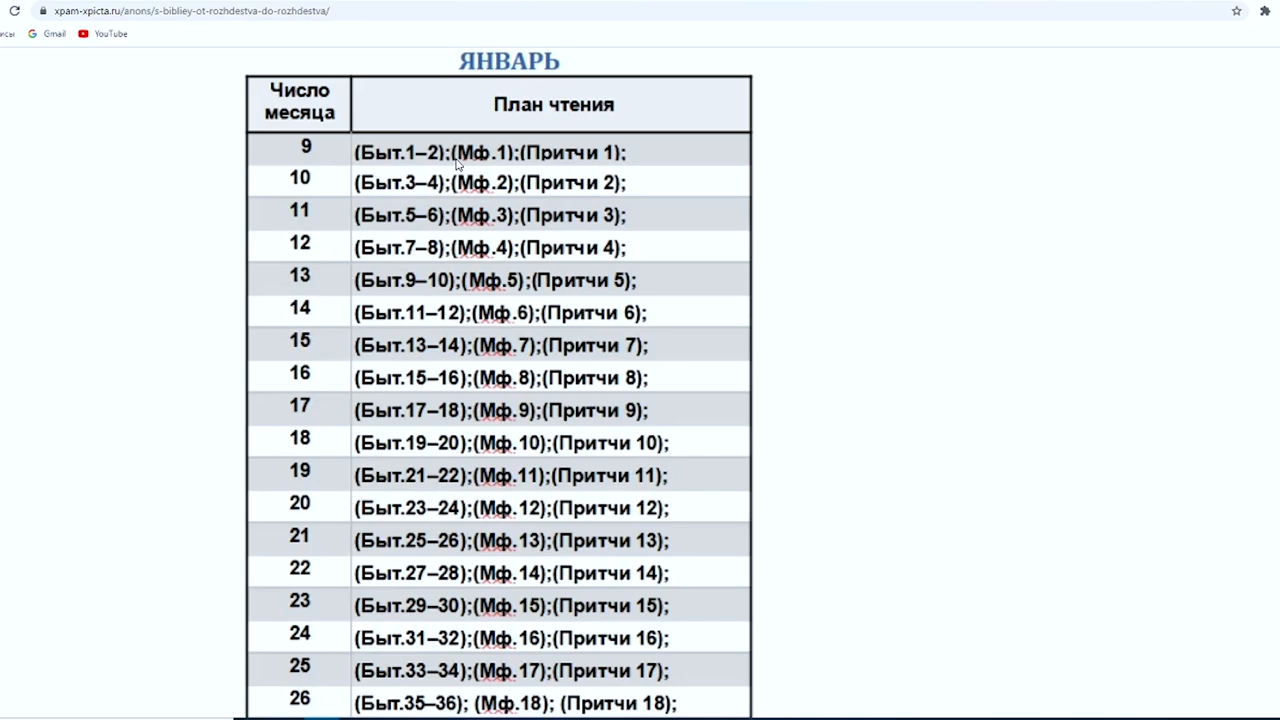 xpam-xpicta.ru/anons/s-bibliey-ot-rozhdestva-do-rozhdestva/
исы Gmail YouTube
ЯНВАРЬ
Число месяца План чтения
9 (Быт.1–2);(Мф.1);(Притчи 1);
10 (Быт.3–4);(Мф.2);(Притчи 2);
11 (Быт.5–6);(Мф.3);(Притчи 3);
12 (Быт.7–8);(Мф.4);(Притчи 4);
13 (Быт.9–10);(Мф.5);(Притчи 5);
14 (Быт.11–12);(Мф.6);(Притчи 6);
15 (Быт.13–14);(Мф.7);(Притчи 7);
16 (Быт.15–16);(Мф.8);(Притчи 8);
17 (Быт.17–18);(Мф.9);(Притчи 9);
18 (Быт.19–20);(Мф.10);(Притчи 10);
19 (Быт.21–22);(Мф.11);(Притчи 11);
20 (Быт.23–24);(Мф.12);(Притчи 12);
21 (Быт.25–26);(Мф.13);(Притчи 13);
22 (Быт.27–28);(Мф.14);(Притчи 14);
23 (Быт.29–30);(Мф.15);(Притчи 15);
24 (Быт.31–32);(Мф.16);(Притчи 16);
25 (Быт.33–34);(Мф.17);(Притчи 17);
26 (Быт.35–36); (Мф.18); (Притчи 18);